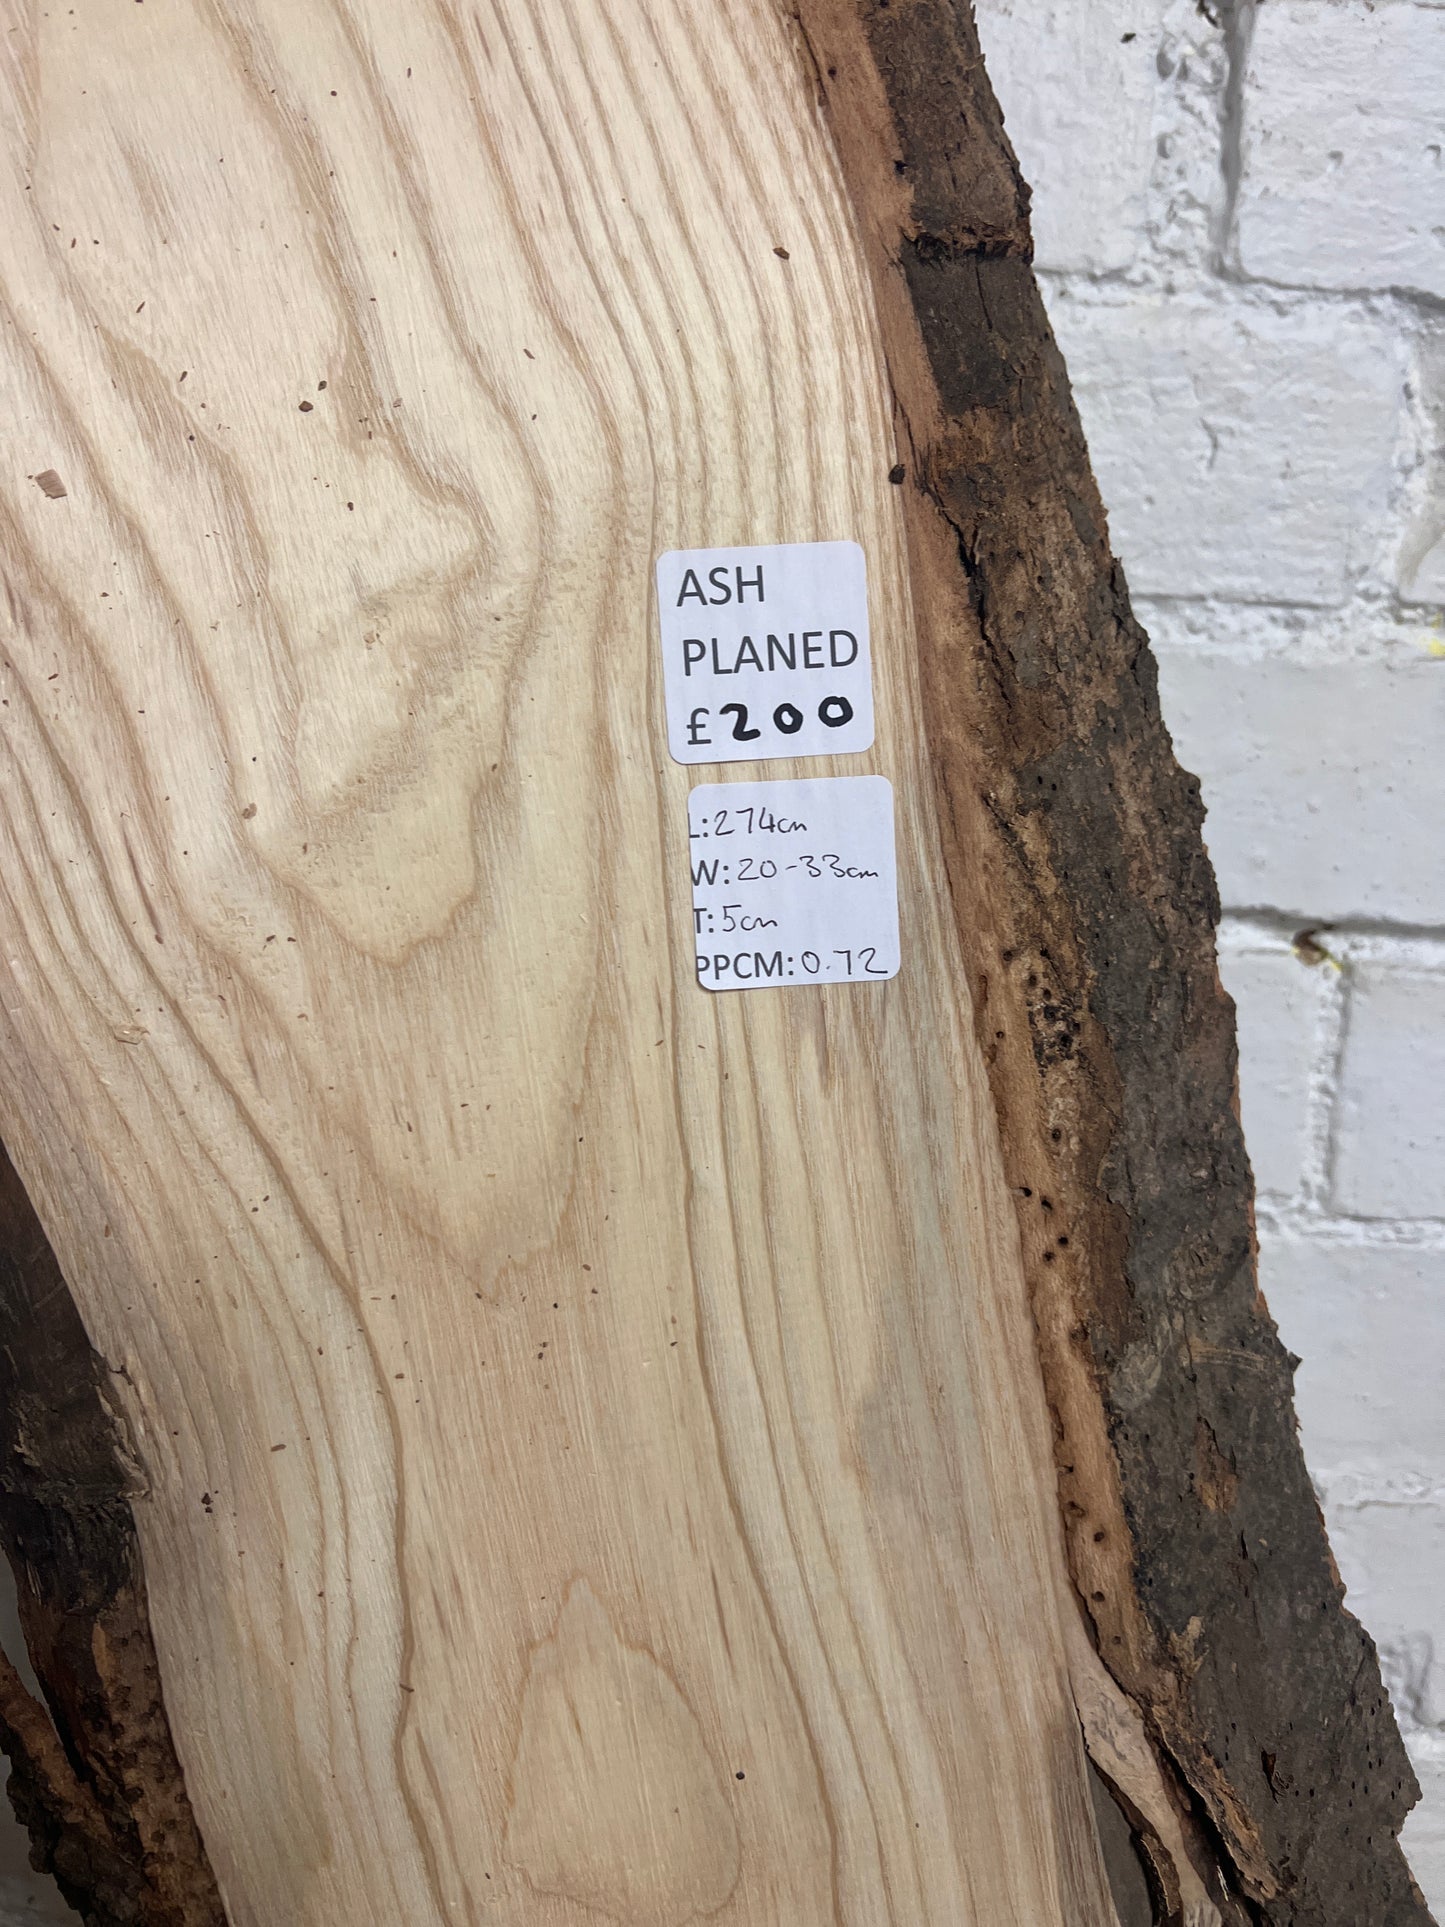 ASH
PLANED
£200
L:274cm
W:20-33cm
T:5cm
PPCM:0.72